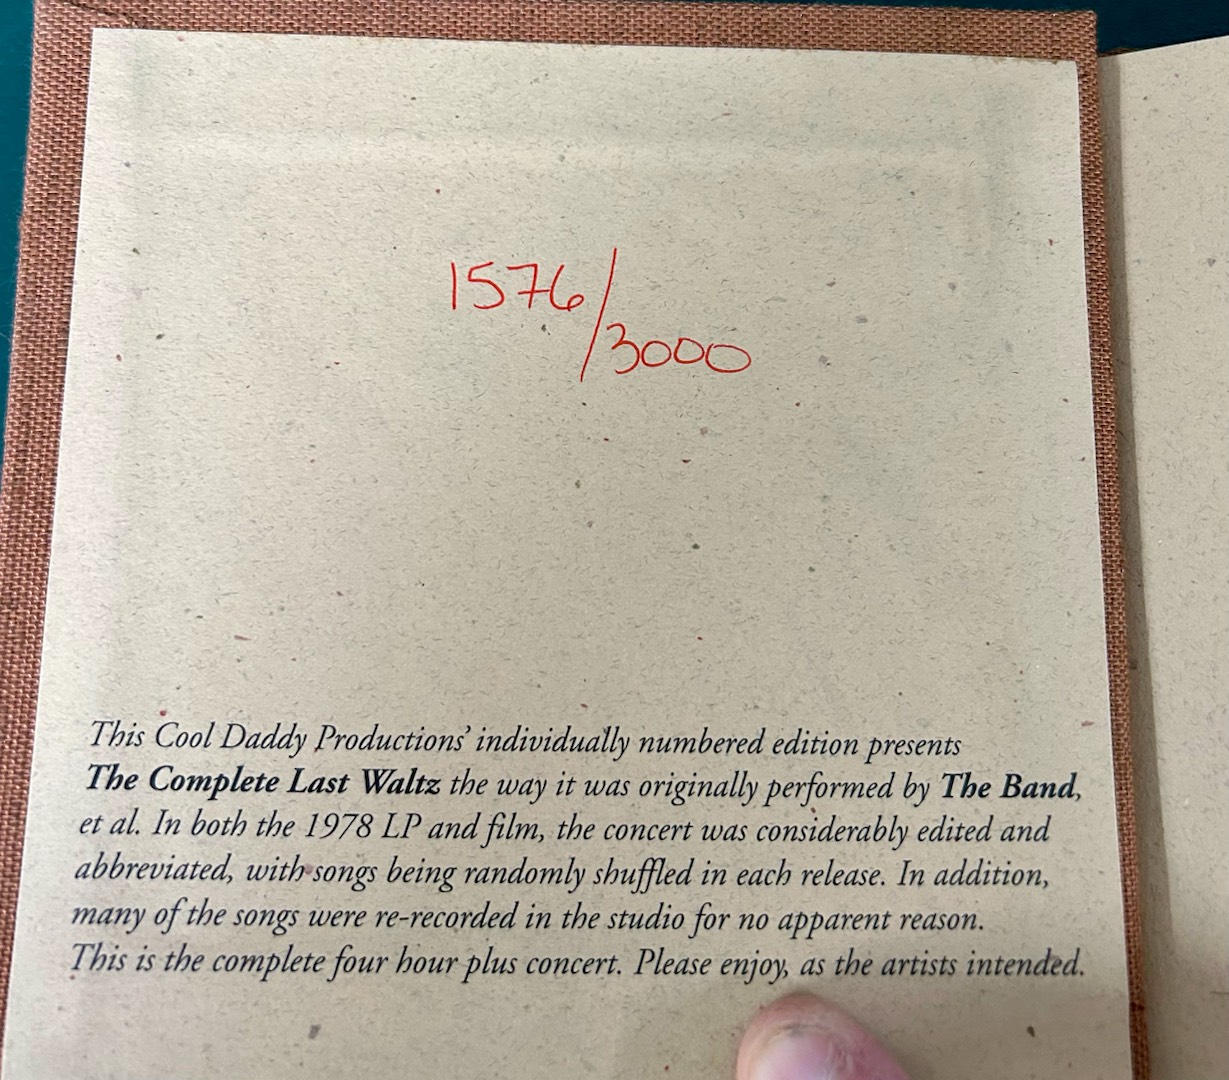 1576/3000
This Cool Daddy Productions' individually numbered edition presents
The Complete Last Waltz the way it was originally performed by The Band,
et al. In both the 1978 LP and film, the concert was considerably edited and
abbreviated, with songs being randomly shuffled in each release. In addition,
many of the songs were re-recorded in the studio for no apparent reason.
This is the complete four hour plus concert. Please enjoy, as the artists intended.